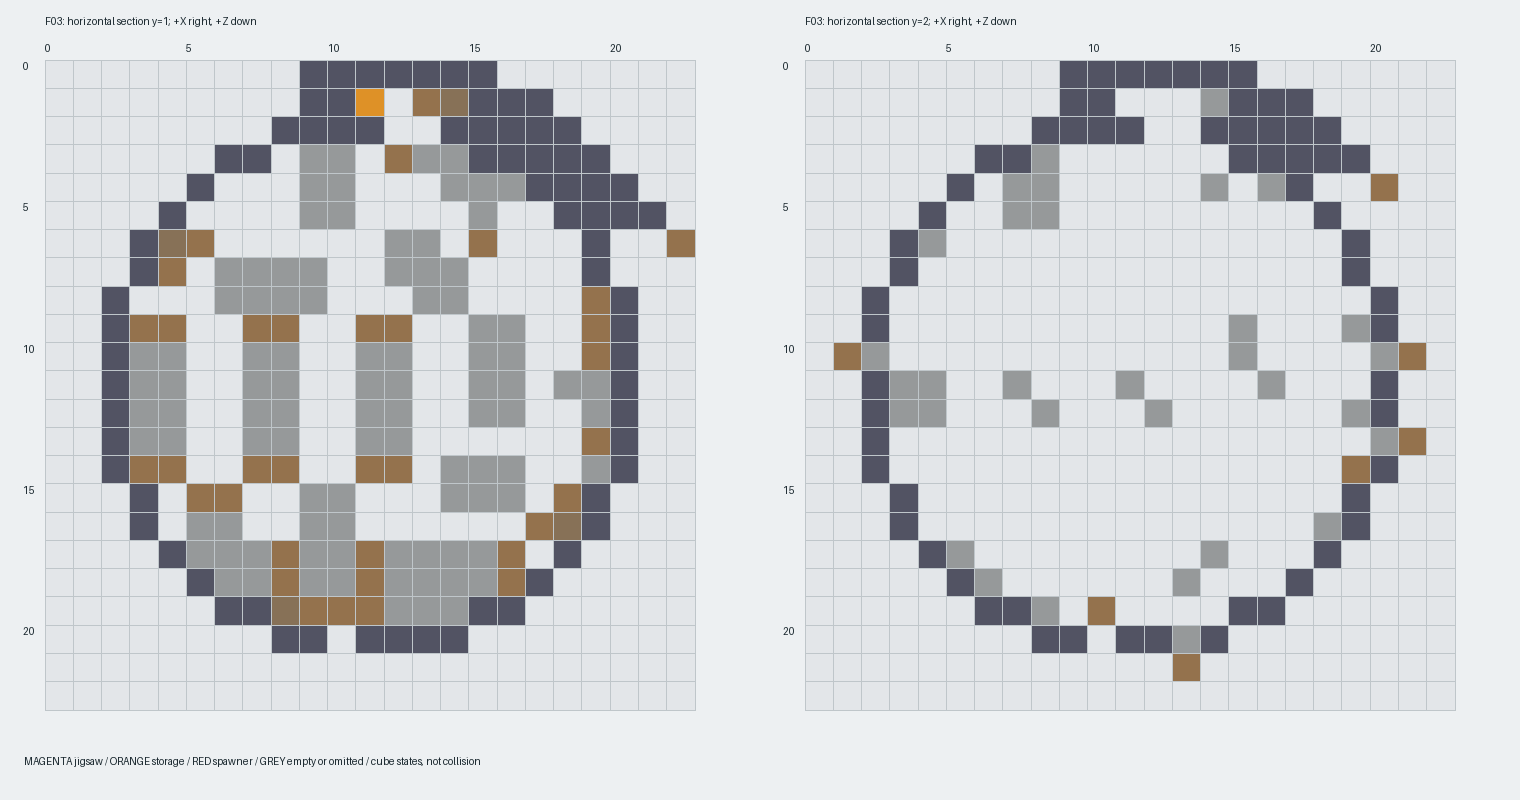 F03: horizontal section y=1; +X right, +Z down
F03: horizontal section y=2; +X right, +Z down
0 5 10 15 20
0 5 10 15 20
0 0
5 5
10 10
15 15
20 20
MAGENTA jigsaw / ORANGE storage / RED spawner / GREY empty or omitted / cube states, not collision